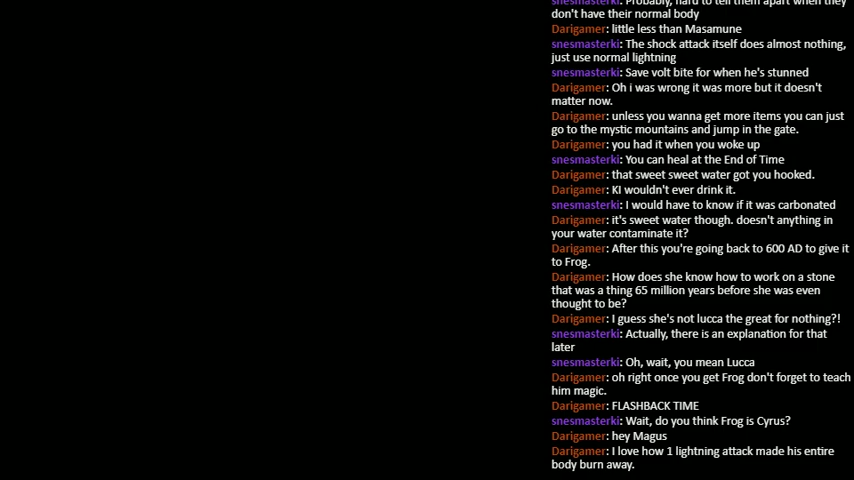 snesmasterki: Probably, hard to tell them apart when they
don't have their normal body
Darigamer: little less than Masamune
snesmasterki: The shock attack itself does almost nothing,
just use normal lightning
snesmasterki: Save volt bite for when he's stunned
Darigamer: Oh i was wrong it was more but it doesn't
matter now.
Darigamer: unless you wanna get more items you can just
go to the mystic mountains and jump in the gate.
Darigamer: you had it when you woke up
snesmasterki: You can heal at the End of Time
Darigamer: that sweet sweet water got you hooked.
Darigamer: KI wouldn't ever drink it.
snesmasterki: I would have to know if it was carbonated
Darigamer: it's sweet water though. doesn't anything in
your water contaminate it?
Darigamer: After this you're going back to 600 AD to give it
to Frog.
Darigamer: How does she know how to work on a stone
that was a thing 65 million years before she was even
thought to be?
Darigamer: I guess she's not lucca the great for nothing?!
snesmasterki: Actually, there is an explanation for that
later
snesmasterki: Oh, wait, you mean Lucca
Darigamer: oh right once you get Frog don't forget to teach
him magic.
Darigamer: FLASHBACK TIME
snesmasterki: Wait, do you think Frog is Cyrus?
Darigamer: hey Magus
Darigamer: I love how 1 lightning attack made his entire
body burn away.